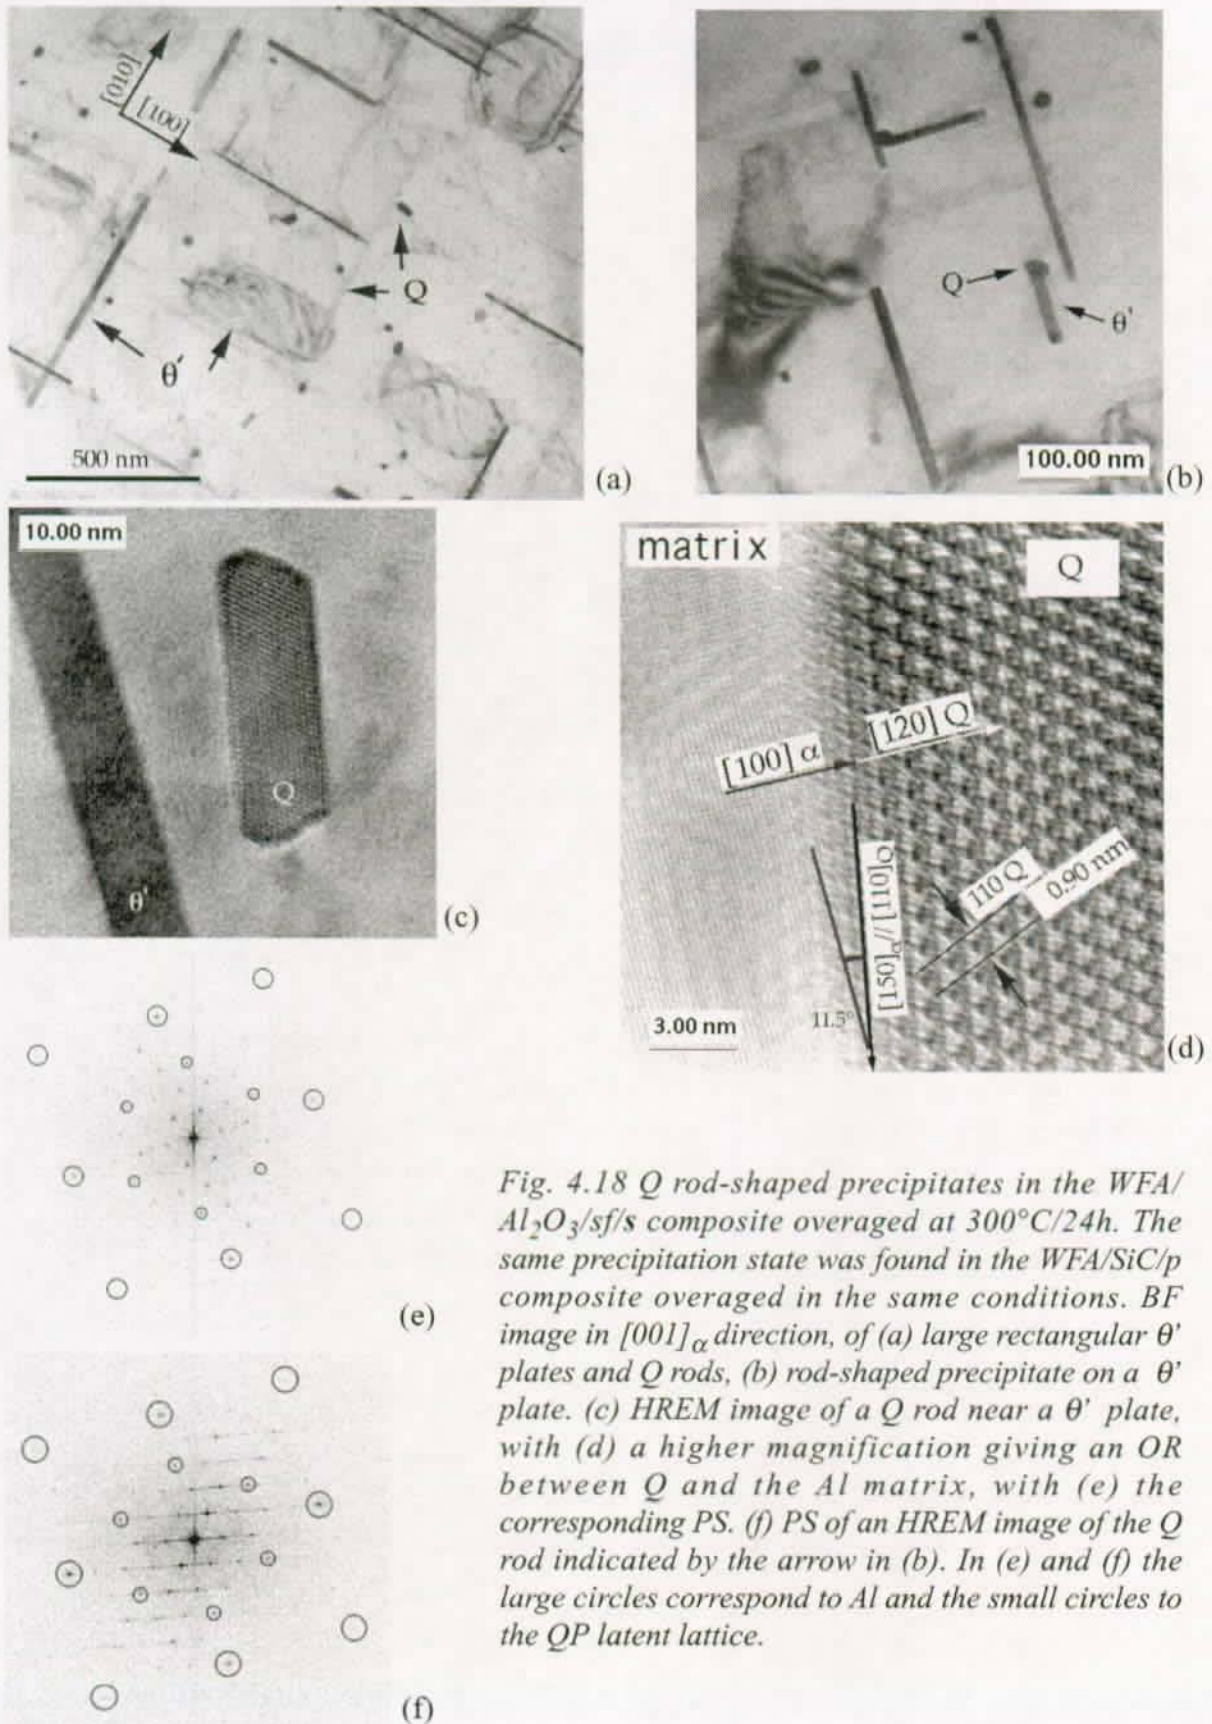 [010]
[100]
Q
θ'
500 nm
(a)
Q
θ'
100.00 nm
(b)
10.00 nm
Q
θ'
(c)
matrix
Q
[100] α
[120] Q
[150]α//[110]Q
110 Q
0.90 nm
11.5°
3.00 nm
(d)
(e)
(f)
Fig. 4.18 Q rod-shaped precipitates in the WFA/
Al₂O₃/sf/s composite overaged at 300°C/24h. The
same precipitation state was found in the WFA/SiC/p
composite overaged in the same conditions. BF
image in [001]α direction, of (a) large rectangular θ'
plates and Q rods, (b) rod-shaped precipitate on a θ'
plate. (c) HREM image of a Q rod near a θ' plate,
with (d) a higher magnification giving an OR
between Q and the Al matrix, with (e) the
corresponding PS. (f) PS of an HREM image of the Q
rod indicated by the arrow in (b). In (e) and (f) the
large circles correspond to Al and the small circles to
the QP latent lattice.